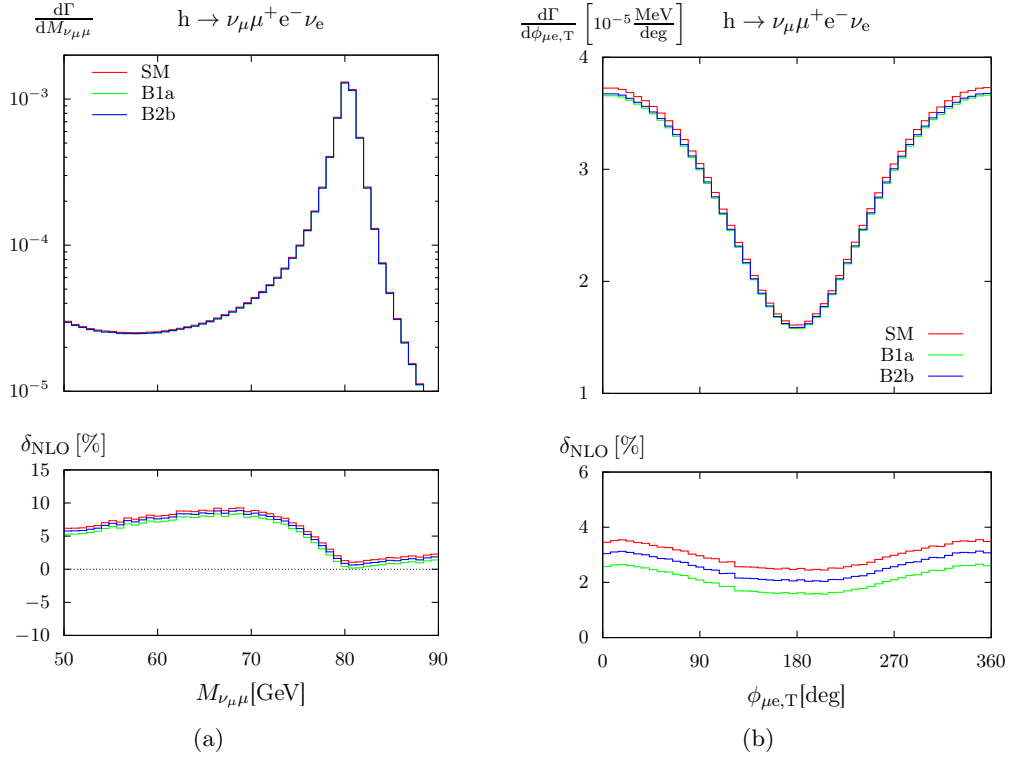 dΓ/dM_{ν_μμ} h → ν_μμ⁺e⁻ν_e
10⁻³
10⁻⁴
10⁻⁵
SM
B1a
B2b
δ_NLO [%]
15
10
5
0
−5
−10
50 60 70 80 90
M_{ν_μμ}[GeV]
(a)
dΓ/dϕ_{μe,T} [10⁻⁵ MeV/deg] h → ν_μμ⁺e⁻ν_e
4
3
2
1
SM
B1a
B2b
δ_NLO [%]
6
4
2
0
0 90 180 270 360
ϕ_{μe,T}[deg]
(b)